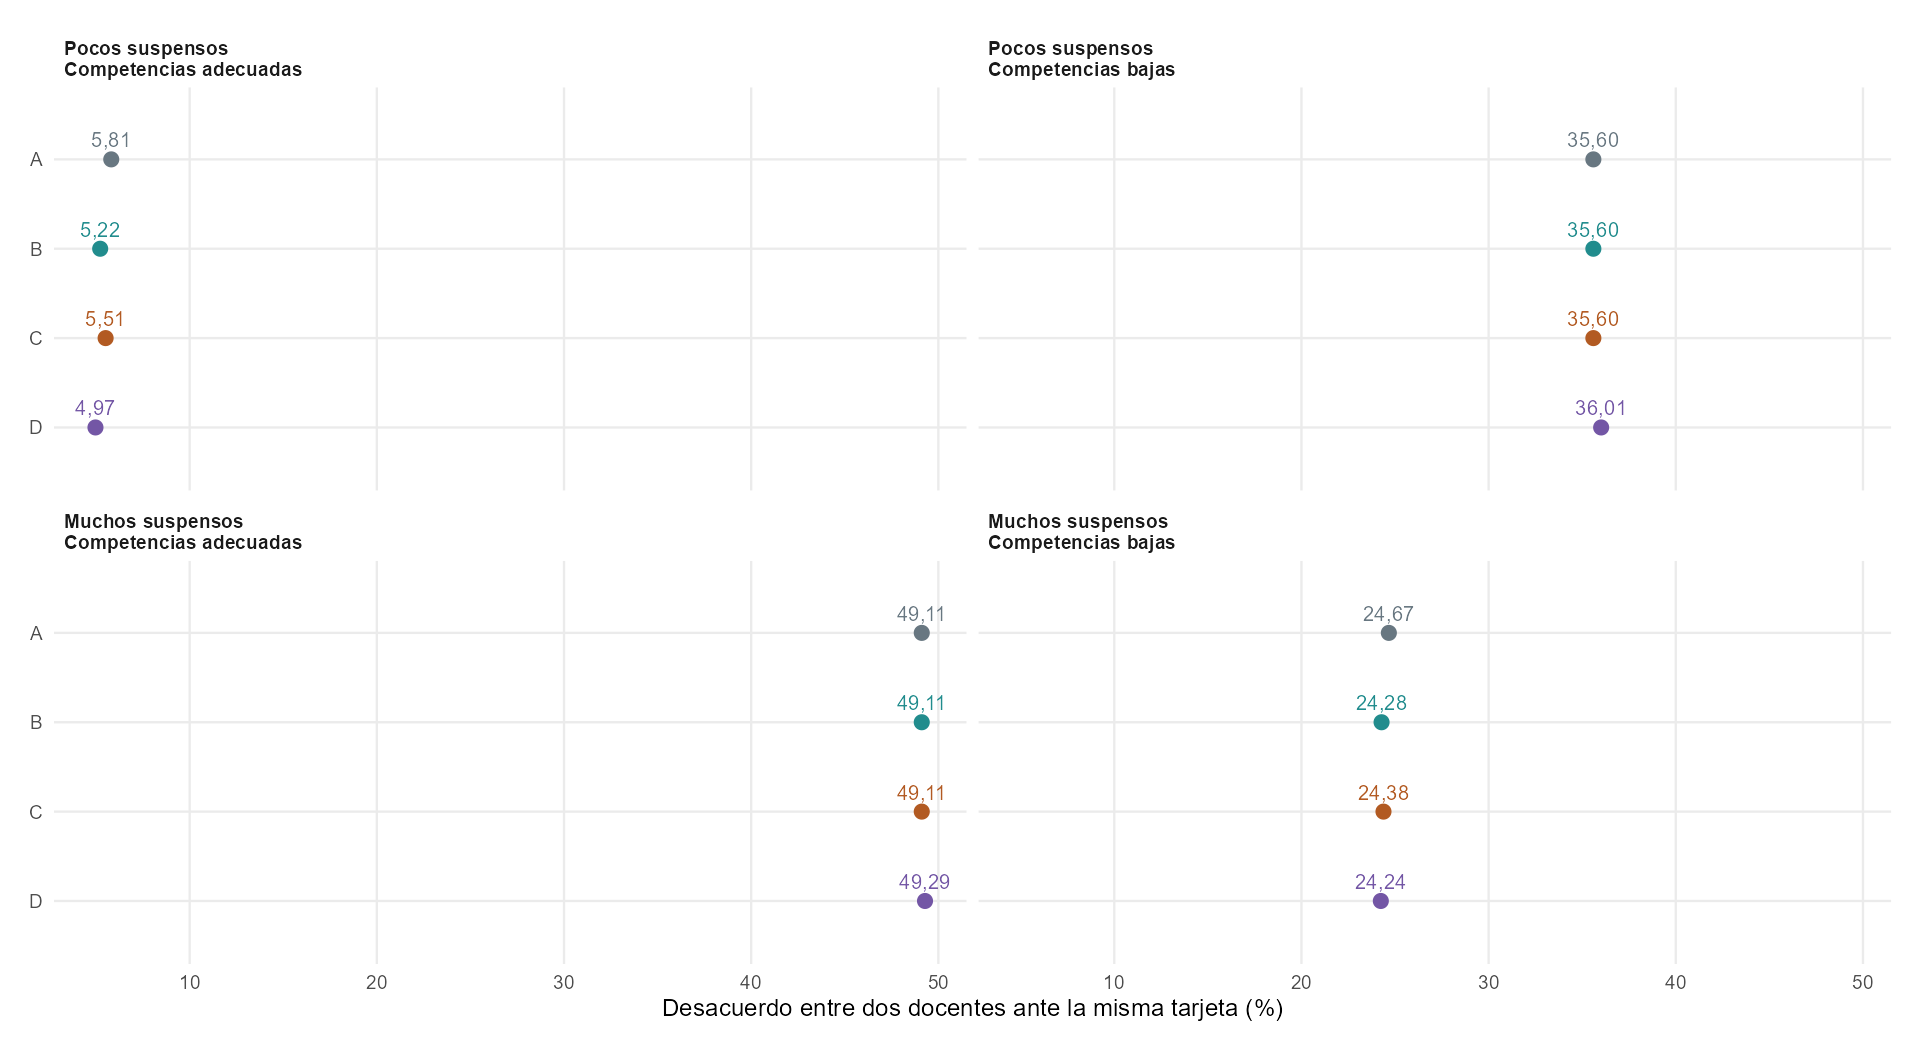 Pocos suspensos
Competencias adecuadas
Pocos suspensos
Competencias bajas
A
5,81
35,60
B
5,22
35,60
C
5,51
35,60
D
4,97
36,01
Muchos suspensos
Competencias adecuadas
Muchos suspensos
Competencias bajas
A
49,11
24,67
B
49,11
24,28
C
49,11
24,38
D
49,29
24,24
10 20 30 40 50 10 20 30 40 50
Desacuerdo entre dos docentes ante la misma tarjeta (%)